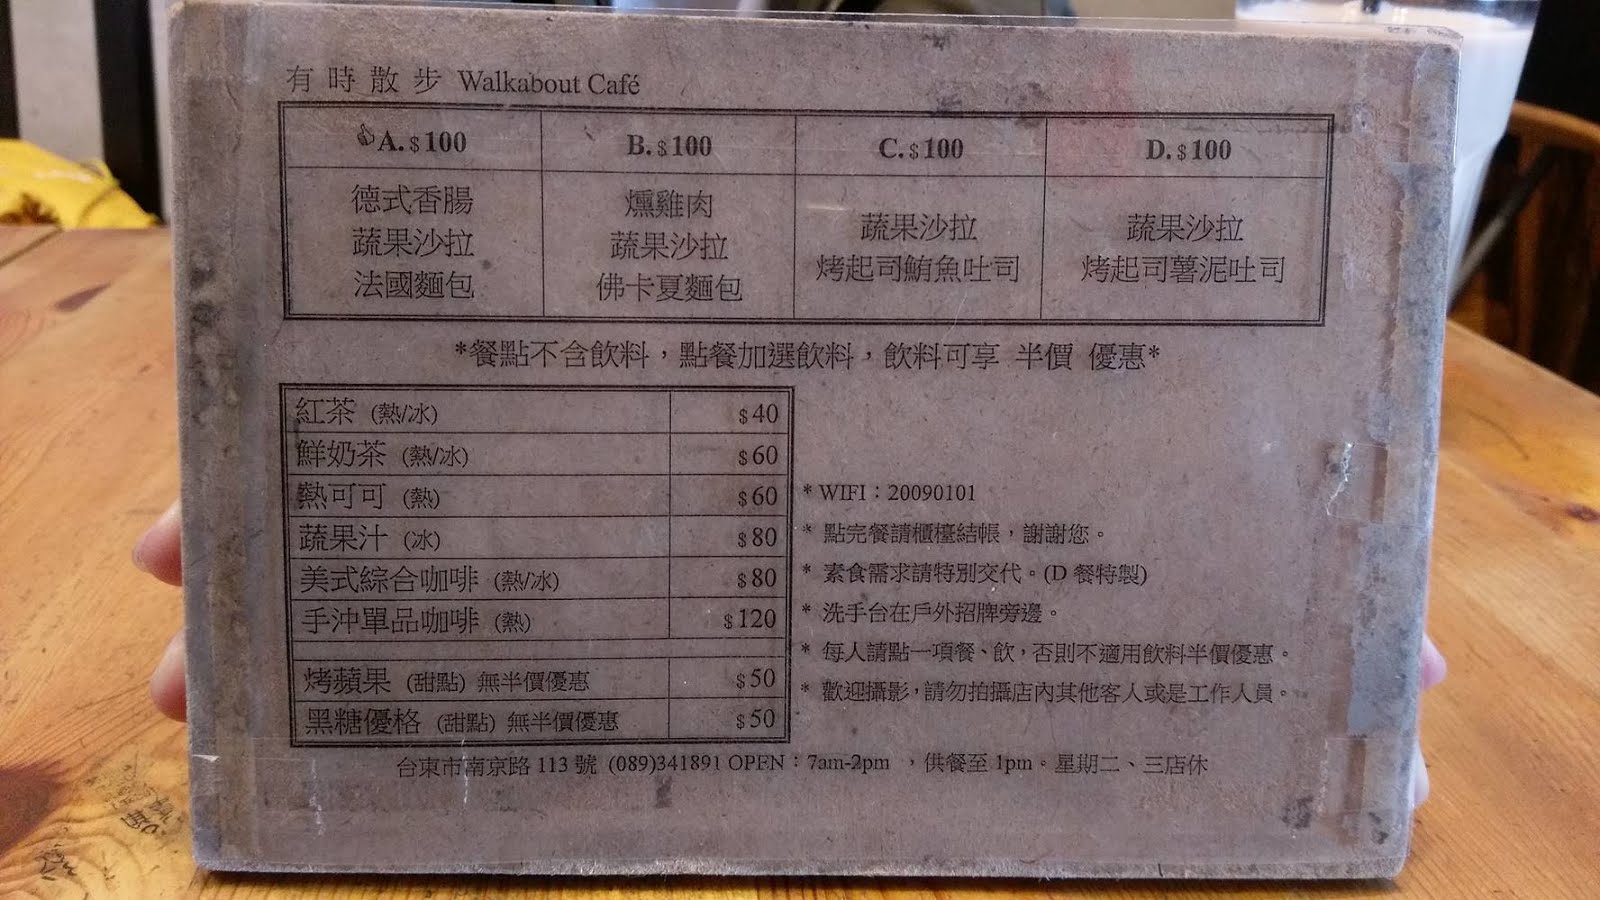 有時散步 Walkabout Café
A. $100 B. $100 C. $100 D. $100
德式香腸
蔬果沙拉
法國麵包
燻雞肉
蔬果沙拉
佛卡夏麵包
蔬果沙拉
烤起司鮪魚吐司
蔬果沙拉
烤起司薯泥吐司
*餐點不含飲料，點餐加選飲料，飲料可享 半價 優惠*
紅茶 (熱/冰) $40
鮮奶茶 (熱/冰) $60
熱可可 (熱) $60
蔬果汁 (冰) $80
美式綜合咖啡 (熱/冰) $80
手沖單品咖啡 (熱) $120
烤蘋果 (甜點) 無半價優惠 $50
黑糖優格 (甜點) 無半價優惠 $50
* WIFI：20090101
* 點完餐請櫃檯結帳，謝謝您。
* 素食需求請特別交代。(D 餐特製)
* 洗手台在戶外招牌旁邊。
* 每人請點一項餐、飲，否則不適用飲料半價優惠。
* 歡迎攝影，請勿拍攝店內其他客人或是工作人員。
台東市南京路 113 號 (089)341891 OPEN：7am-2pm ，供餐至 1pm。星期二、三店休